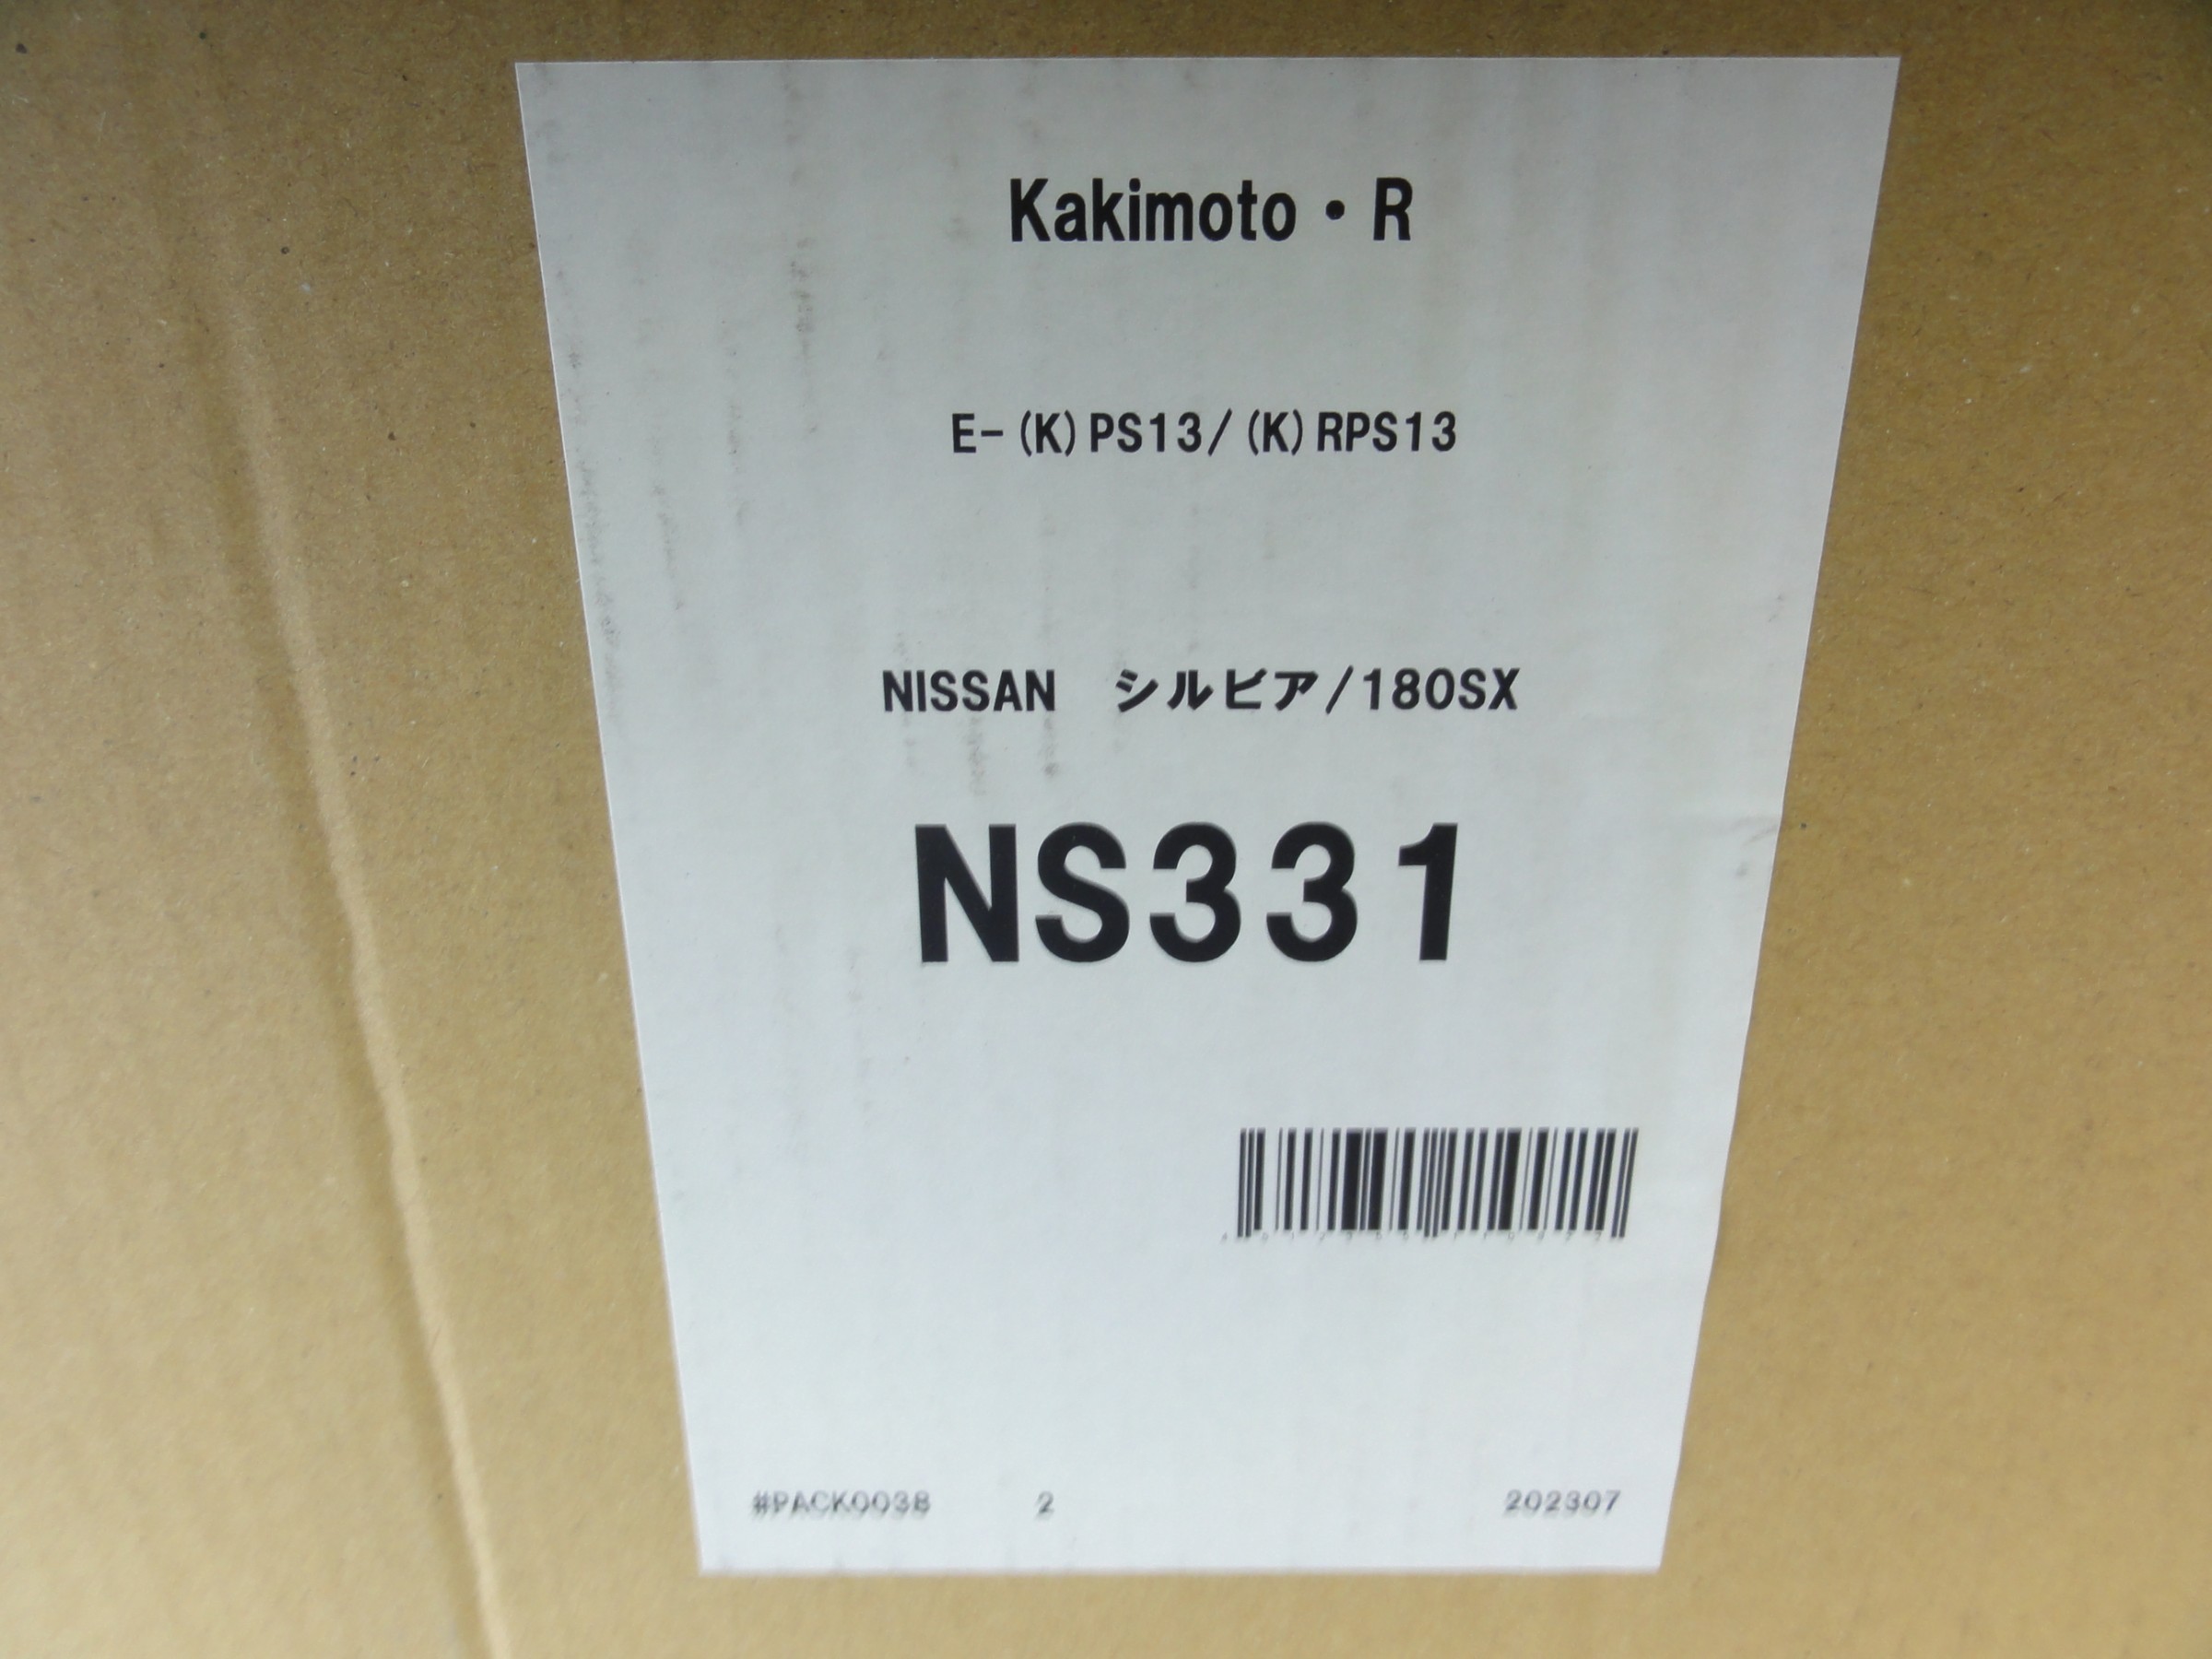 Kakimoto・R
E-(K)PS13/(K)RPS13
NISSAN　シルビア/180SX
NS331
#PACK0038 2 202307